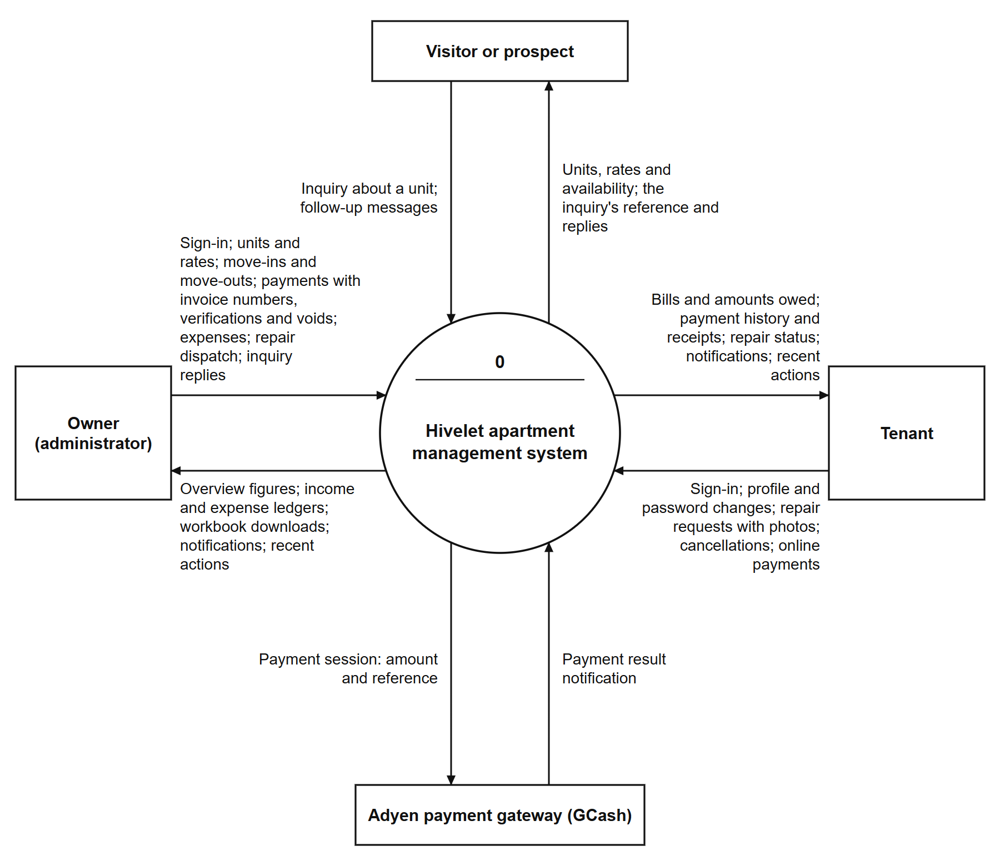 Visitor or prospect
Inquiry about a unit;
follow-up messages
Units, rates and
availability; the
inquiry's reference and
replies
Sign-in; units and
rates; move-ins and
move-outs; payments with
invoice numbers,
verifications and voids;
expenses; repair
dispatch; inquiry
replies
Bills and amounts owed;
payment history and
receipts; repair status;
notifications; recent
actions
Owner
(administrator)
0
Hivelet apartment
management system
Tenant
Overview figures; income
and expense ledgers;
workbook downloads;
notifications; recent
actions
Sign-in; profile and
password changes; repair
requests with photos;
cancellations; online
payments
Payment session: amount
and reference
Payment result
notification
Adyen payment gateway (GCash)